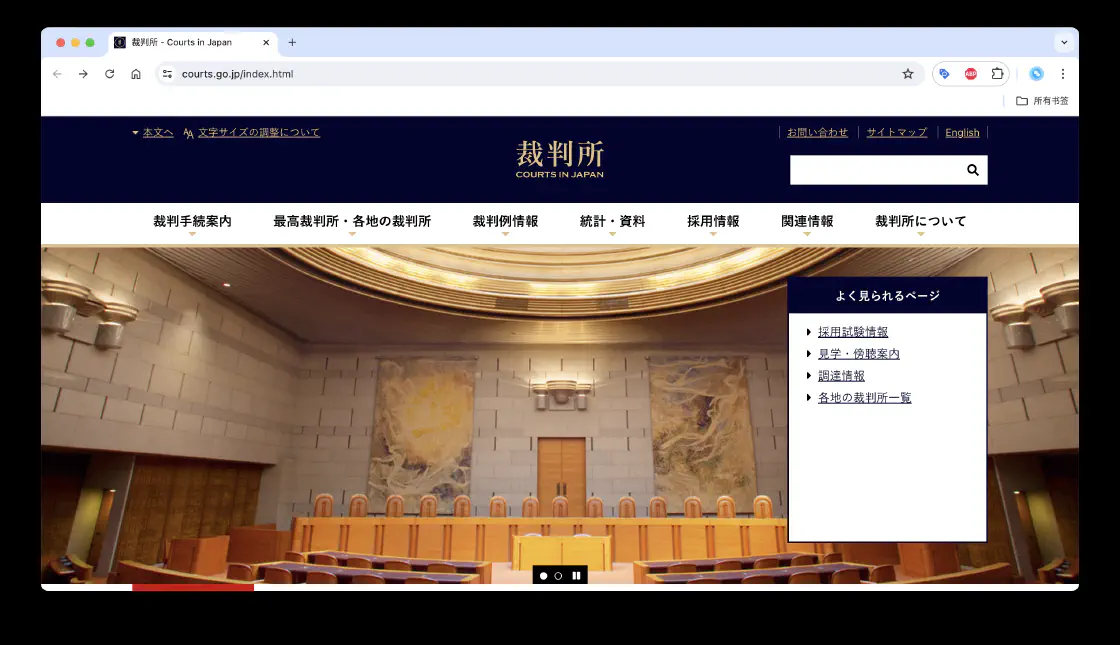 裁判所 - Courts in Japan
courts.go.jp/index.html
ABP
所有书签
本文へ 文字サイズの調整について
お問い合わせ サイトマップ English
裁判所
COURTS IN JAPAN
裁判手続案内 最高裁判所・各地の裁判所 裁判例情報 統計・資料 採用情報 関連情報 裁判所について
よく見られるページ
採用試験情報
見学・傍聴案内
調達情報
各地の裁判所一覧